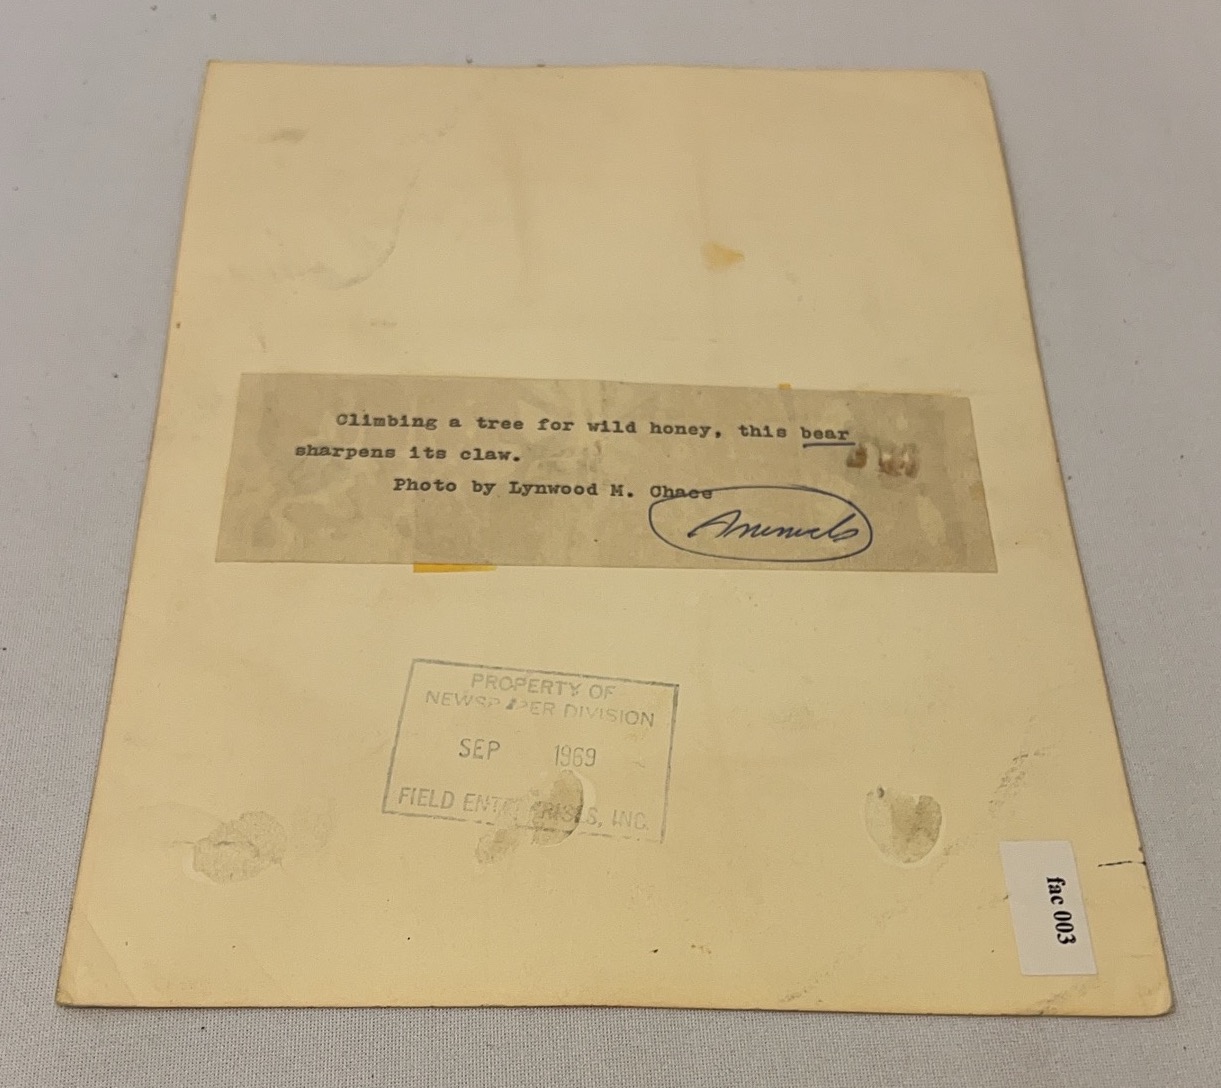 Climbing a tree for wild honey, this bear
sharpens its claw.
Photo by Lynwood M. Chace
Animals
PROPERTY OF
NEWSPAPER DIVISION
SEP 1969
FIELD ENTERPRISES, INC.
fac 003